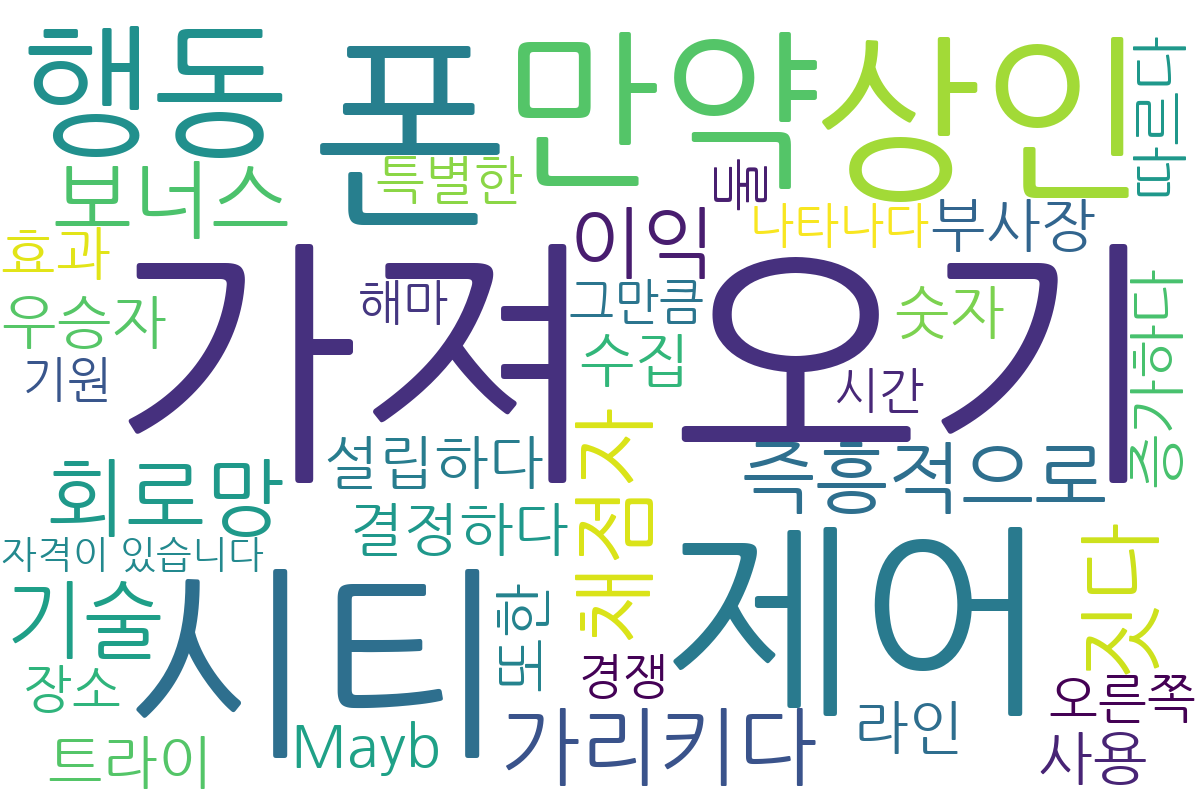 행동
폰
만약
상인
따르다
보너스
특별한
이익
둘
나타나다
부사장
효과
가져 오기
우승자
해마
그만큼
숫자
기원
수집
시간
증가하다
회로망
설립하다
채점자
즉흥적으로
결정하다
자격이 있습니다
기술
시티
또한
제어
짓다
장소
경쟁
오른쪽
트라이
Mayb
가리키다
라인
사용